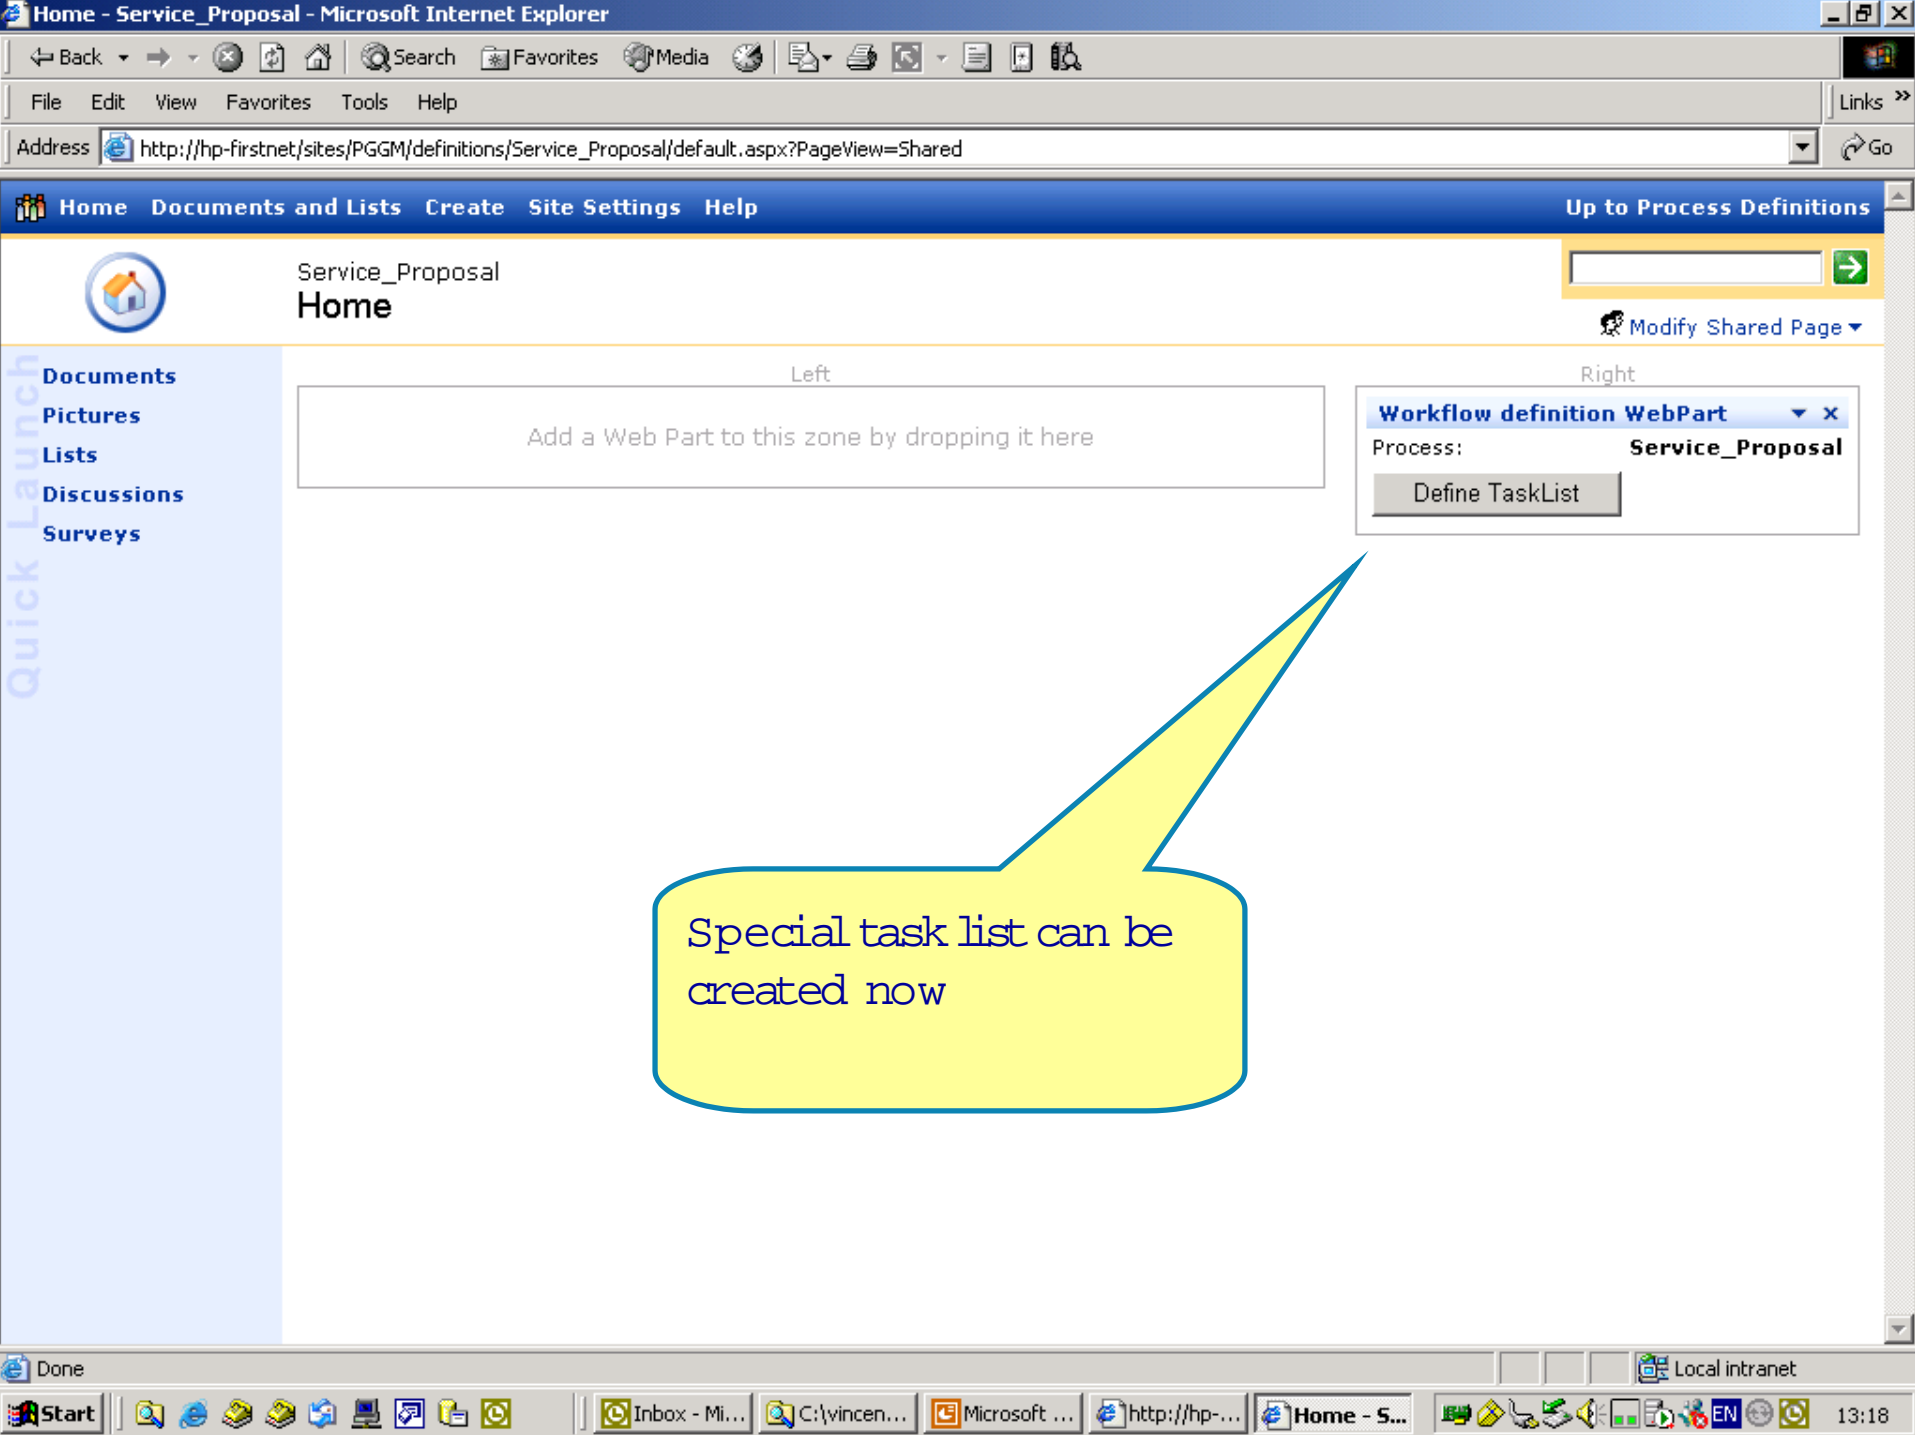 Home - Service_Proposal - Microsoft Internet Explorer
Back Search Favorites Media
File Edit View Favorites Tools Help Links »
Address http://hp-firstnet/sites/PGGM/definitions/Service_Proposal/default.aspx?PageView=Shared Go
Home Documents and Lists Create Site Settings Help Up to Process Definitions
Service_Proposal
Home
Modify Shared Page
Quick Launch
Documents
Pictures
Lists
Discussions
Surveys
Left
Add a Web Part to this zone by dropping it here
Right
Workflow definition WebPart
Process: Service_Proposal
Define TaskList
Special task list can be
created now
Done Local intranet
Start Inbox - Mi... C:\vincen... Microsoft ... http://hp-... Home - S... EN 13:18